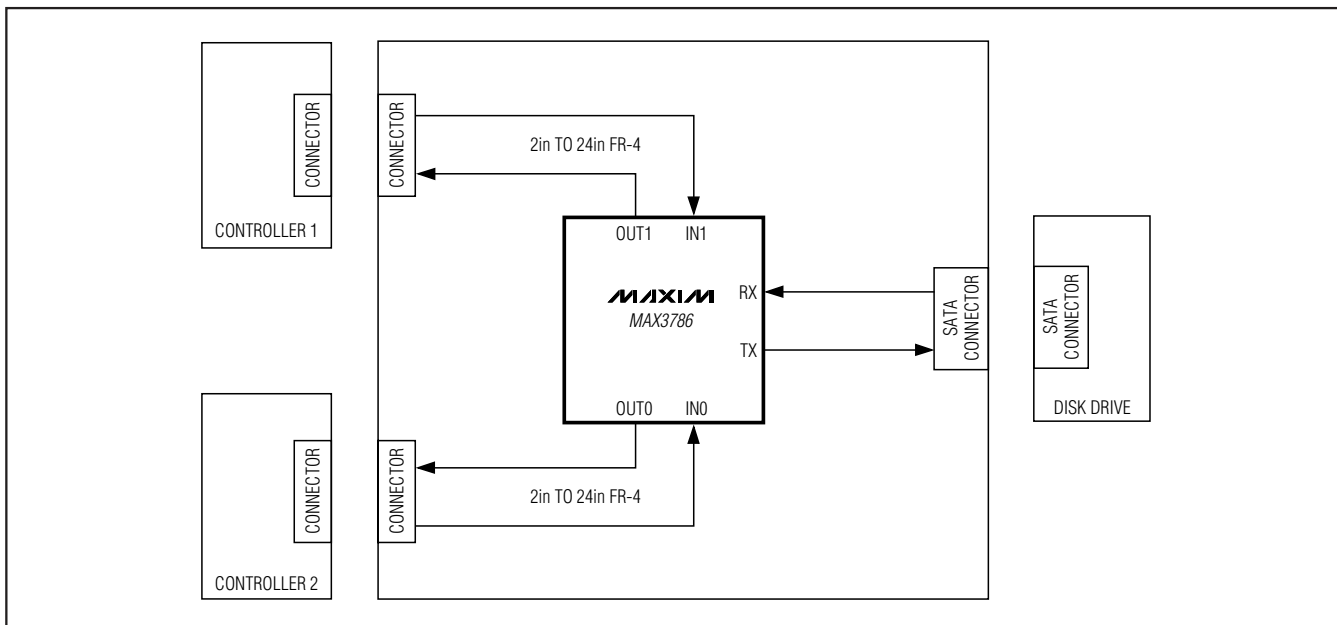 CONNECTOR
CONTROLLER 1
CONNECTOR
2in TO 24in FR-4
OUT1
IN1
MAXIM
MAX3786
RX
TX
OUT0
IN0
SATA
CONNECTOR
SATA
CONNECTOR
DISK DRIVE
CONNECTOR
CONTROLLER 2
CONNECTOR
2in TO 24in FR-4